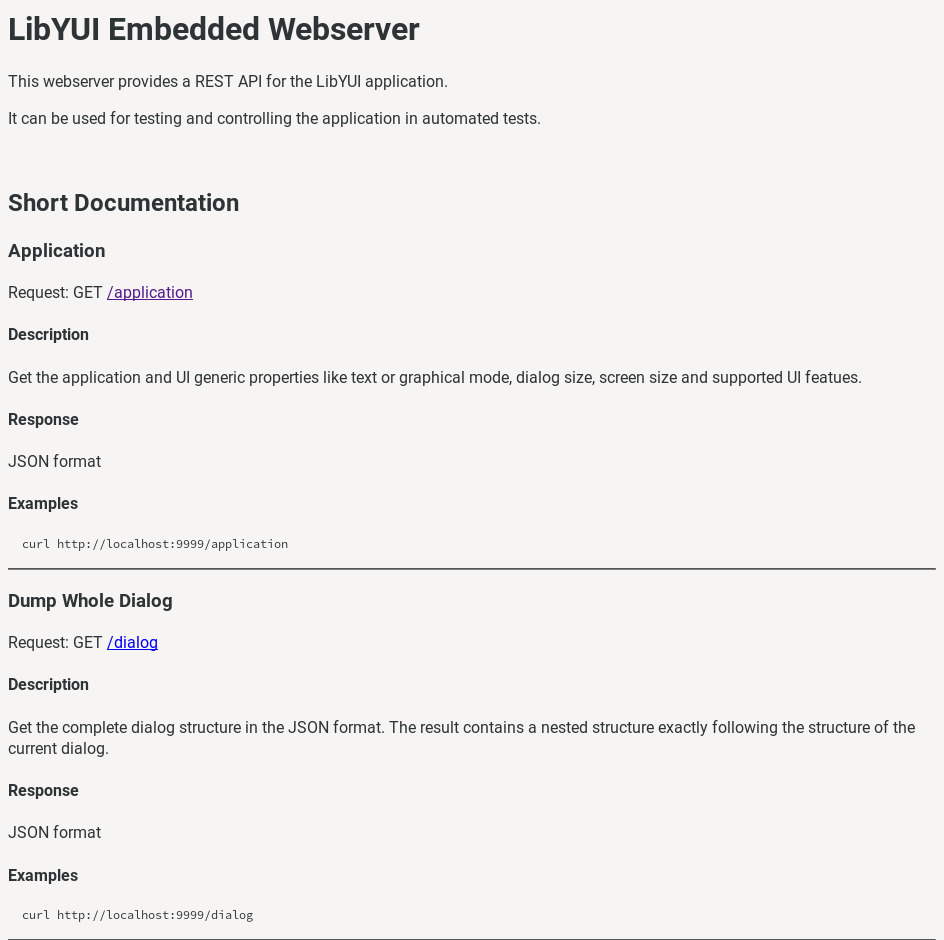 LibYUI Embedded Webserver
This webserver provides a REST API for the LibYUI application.
It can be used for testing and controlling the application in automated tests.
Short Documentation
Application
Request: GET /application
Description
Get the application and UI generic properties like text or graphical mode, dialog size, screen size and supported UI featues.
Response
JSON format
Examples
curl http://localhost:9999/application
Dump Whole Dialog
Request: GET /dialog
Description
Get the complete dialog structure in the JSON format. The result contains a nested structure exactly following the structure of the
current dialog.
Response
JSON format
Examples
curl http://localhost:9999/dialog